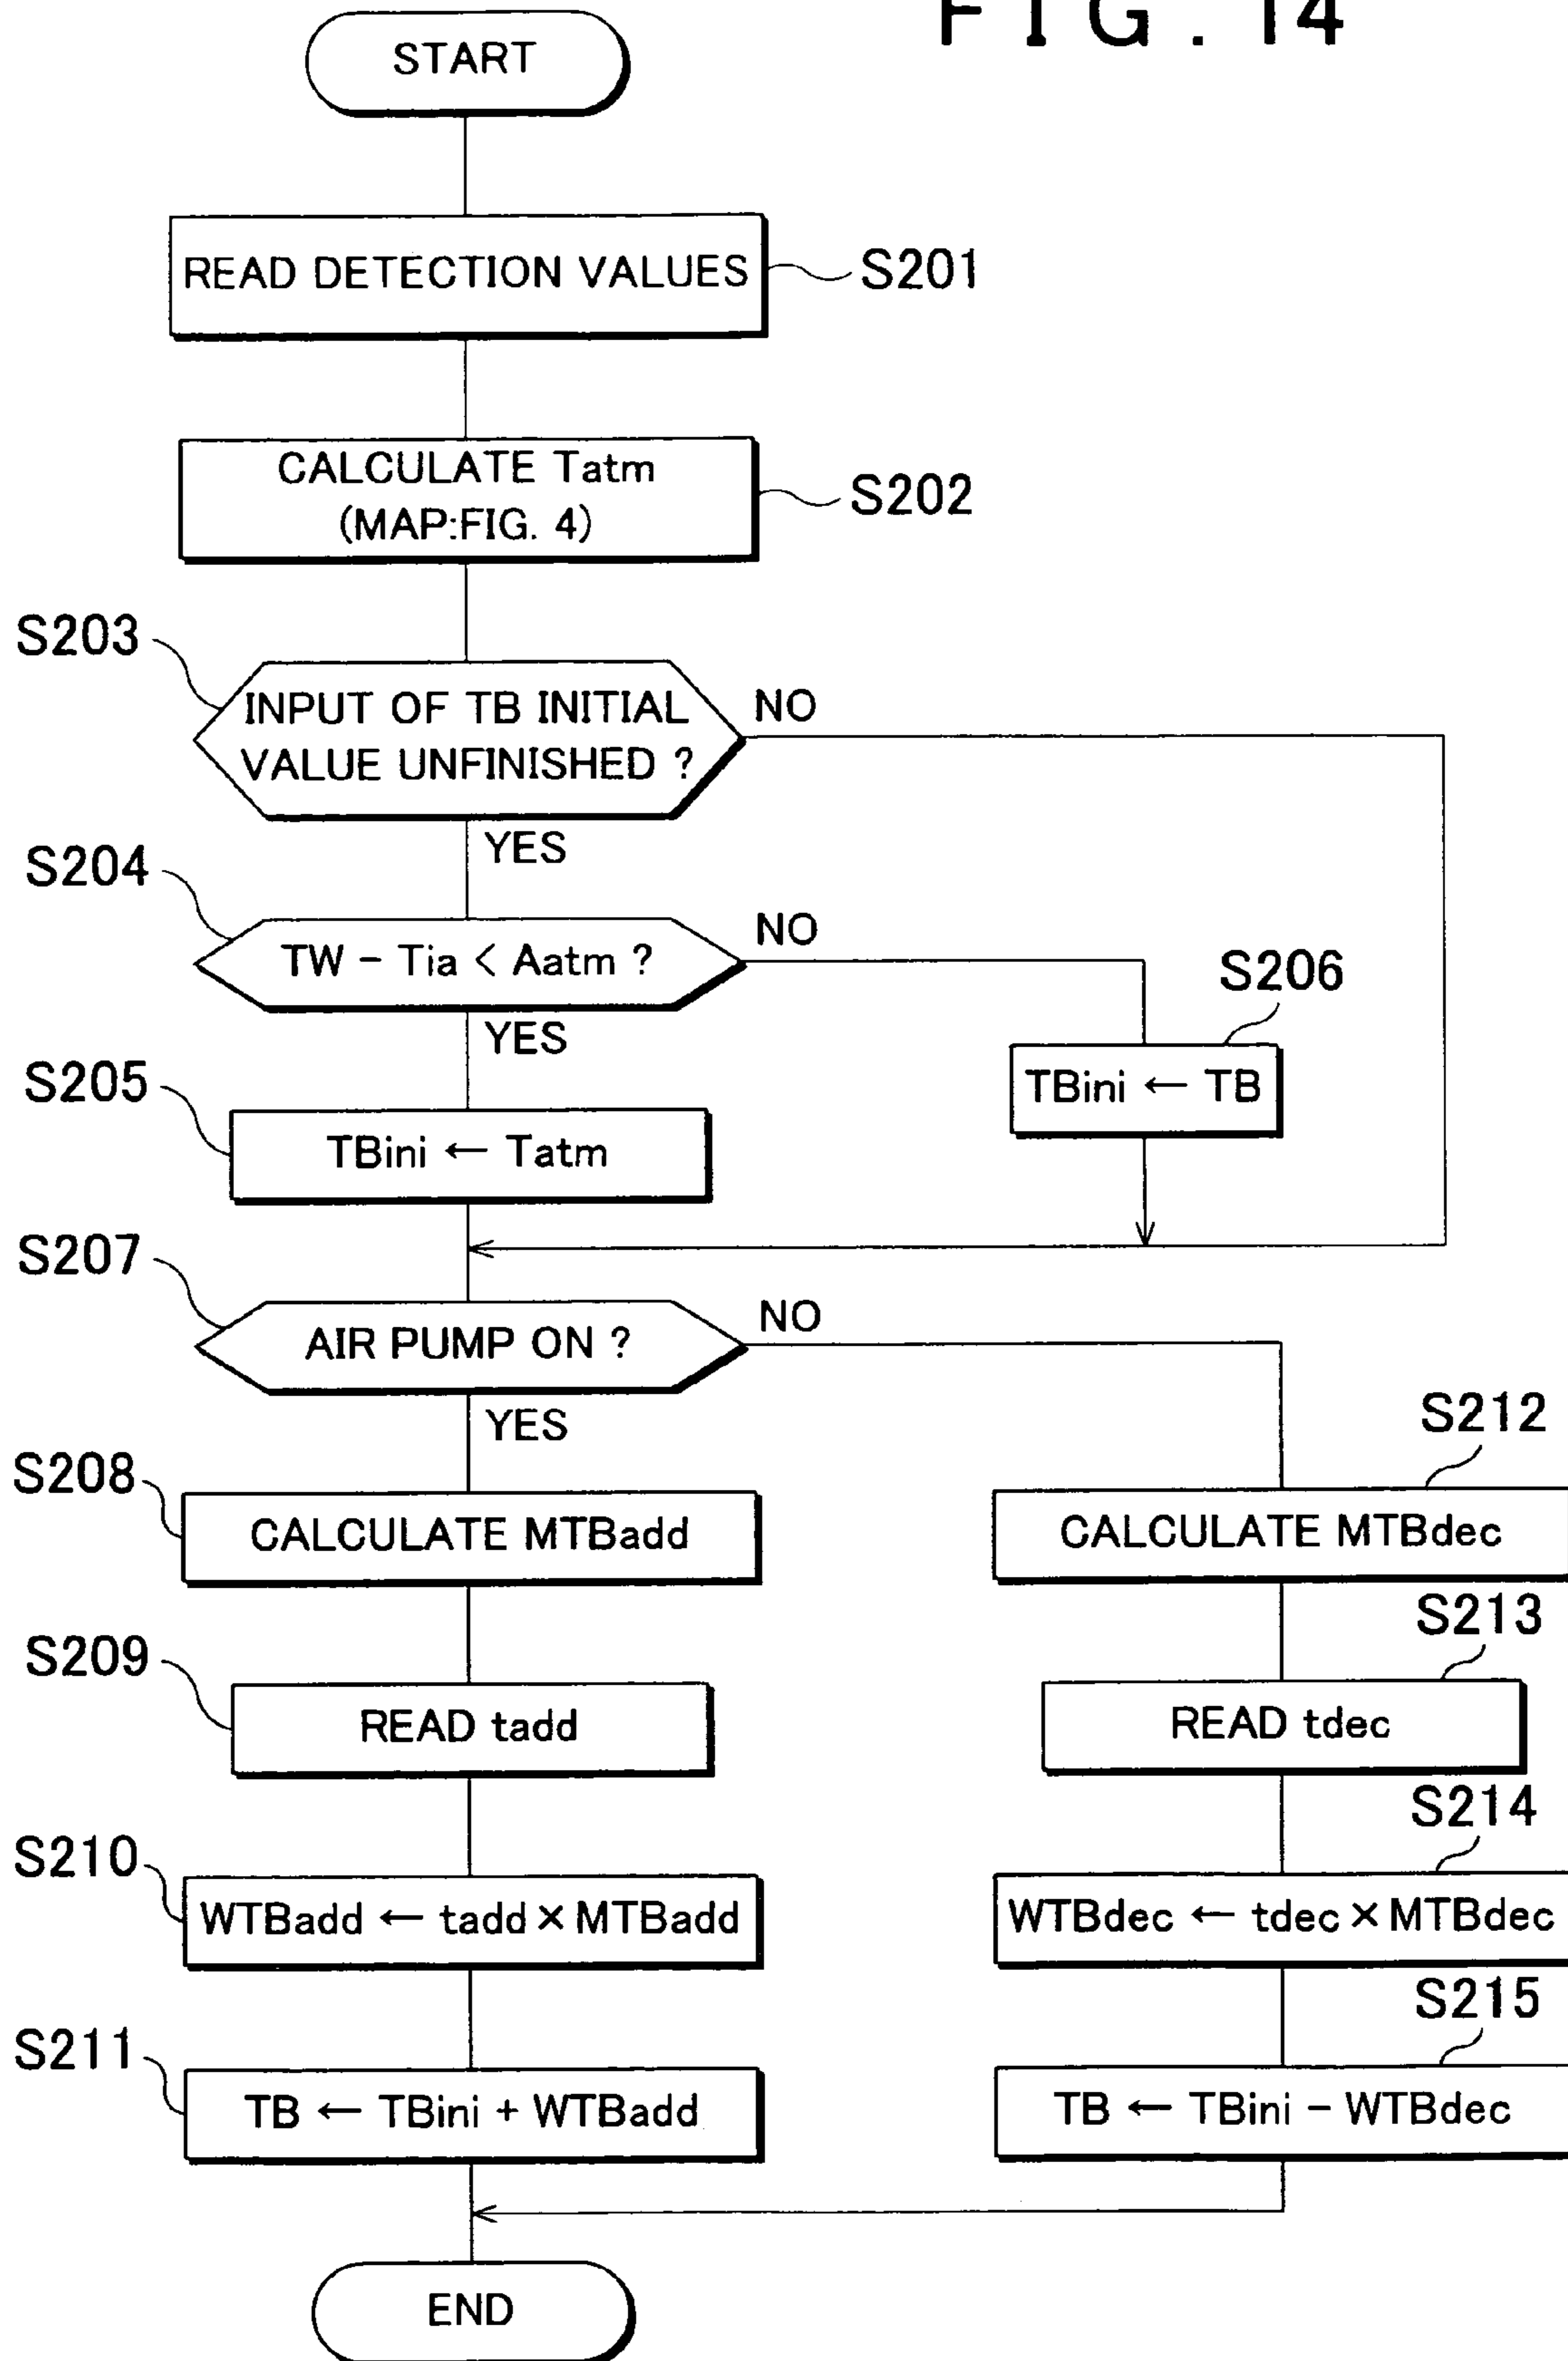 FIG. 14
START
READ DETECTION VALUES
S201
CALCULATE Tatm
(MAP:FIG. 4)
S202
S203
INPUT OF TB INITIAL
VALUE UNFINISHED ?
NO
YES
S204
TW - Tia < Aatm ?
NO
YES
S206
TBini ← TB
S205
TBini ← Tatm
S207
AIR PUMP ON ?
NO
YES
S208
CALCULATE MTBadd
S212
CALCULATE MTBdec
S209
READ tadd
S213
READ tdec
S210
WTBadd ← tadd × MTBadd
S214
WTBdec ← tdec × MTBdec
S211
TB ← TBini + WTBadd
S215
TB ← TBini - WTBdec
END